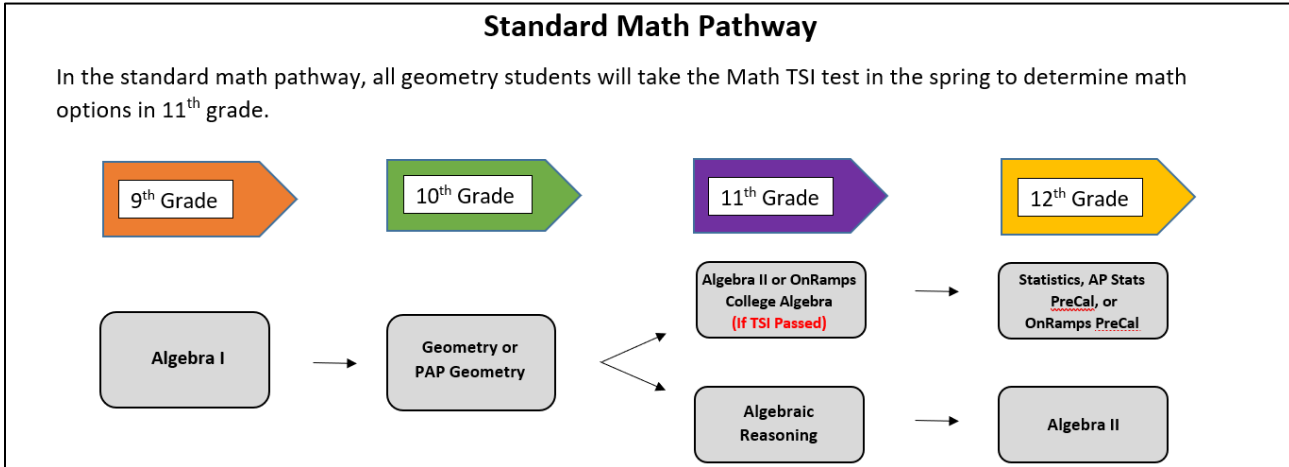 Standard Math Pathway
In the standard math pathway, all geometry students will take the Math TSI test in the spring to determine math
options in 11th grade.
9th Grade
10th Grade
11th Grade
12th Grade
Algebra I
Geometry or
PAP Geometry
Algebra II or OnRamps
College Algebra
(If TSI Passed)
Statistics, AP Stats
PreCal, or
OnRamps PreCal
Algebraic
Reasoning
Algebra II